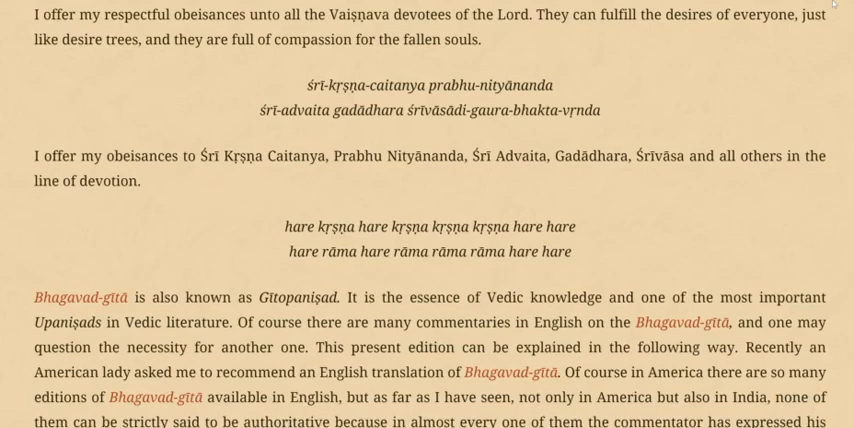 I offer my respectful obeisances unto all the Vaiṣṇava devotees of the Lord. They can fulfill the desires of everyone, just
like desire trees, and they are full of compassion for the fallen souls.
śrī-kṛṣṇa-caitanya prabhu-nityānanda
śrī-advaita gadādhara śrīvāsādi-gaura-bhakta-vṛnda
I offer my obeisances to Śrī Kṛṣṇa Caitanya, Prabhu Nityānanda, Śrī Advaita, Gadādhara, Śrīvāsa and all others in the
line of devotion.
hare kṛṣṇa hare kṛṣṇa kṛṣṇa kṛṣṇa hare hare
hare rāma hare rāma rāma rāma hare hare
Bhagavad-gītā is also known as Gītopaniṣad. It is the essence of Vedic knowledge and one of the most important
Upaniṣads in Vedic literature. Of course there are many commentaries in English on the Bhagavad-gītā, and one may
question the necessity for another one. This present edition can be explained in the following way. Recently an
American lady asked me to recommend an English translation of Bhagavad-gītā. Of course in America there are so many
editions of Bhagavad-gītā available in English, but as far as I have seen, not only in America but also in India, none of
them can be strictly said to be authoritative because in almost every one of them the commentator has expressed his